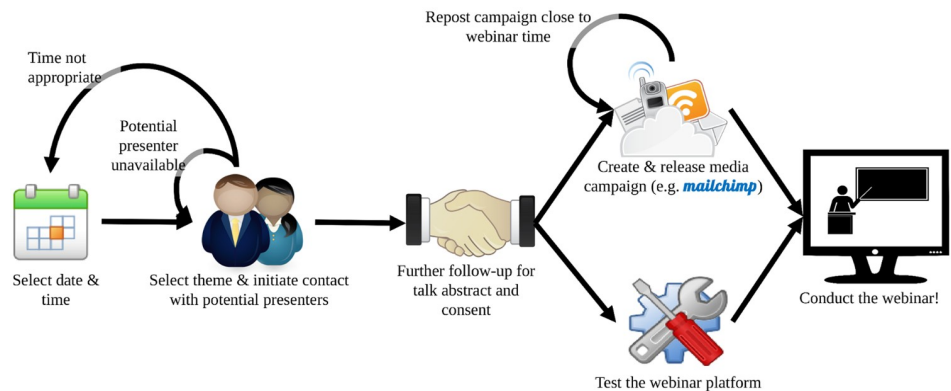 Repost campaign close to
webinar time
Time not
appropriate
Potential
presenter
unavailable
Select date &
time
Select theme & initiate contact
with potential presenters
Further follow-up for
talk abstract and
consent
Create & release media
campaign (e.g. mailchimp)
Test the webinar platform
Conduct the webinar!